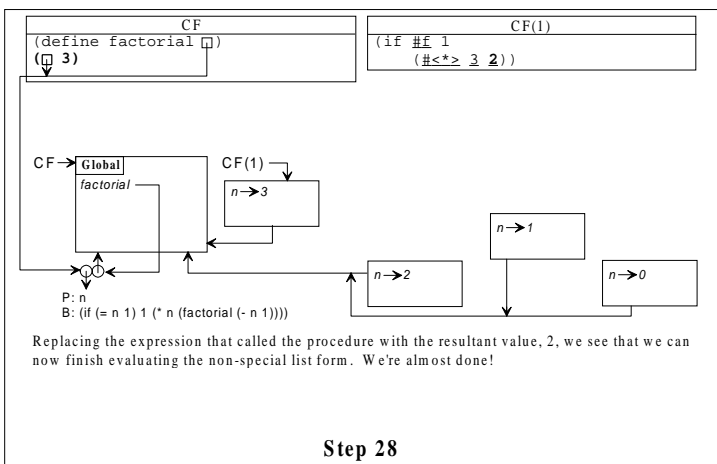 CF
(define factorial )
( 3)
CF(1)
(if #f 1
(#<*> 3 2))
CF
Global
factorial
CF(1)
n→3
n→1
n→2
n→0
P: n
B: (if (= n 1) 1 (* n (factorial (- n 1))))
Replacing the expression that called the procedure with the resultant value, 2, we see that we can
now finish evaluating the non-special list form. We're almost done!
Step 28